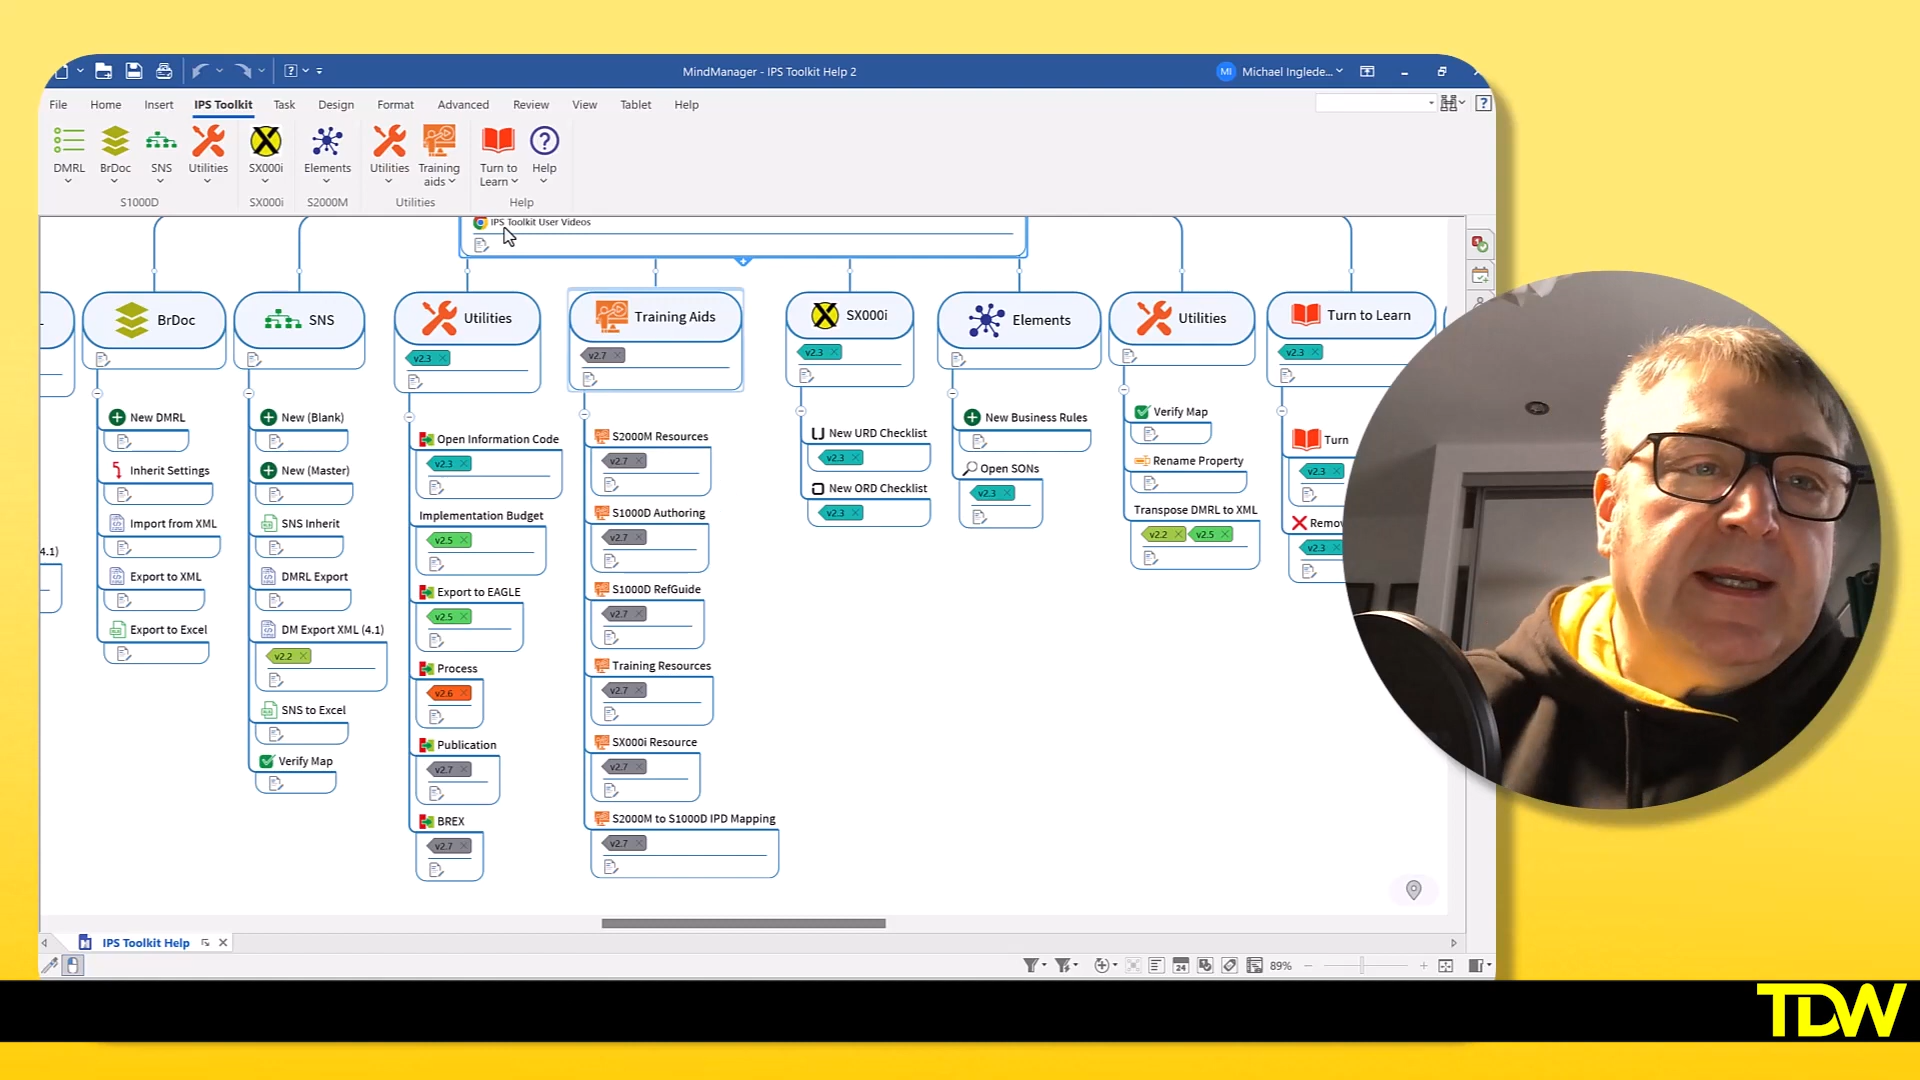 MindManager - IPS Toolkit Help 2
MI Michael Inglede...
File Home Insert IPS Toolkit Task Design Format Advanced Review View Tablet Help
DMRL BrDoc SNS Utilities SX000i Elements Utilities Training aids Turn to Learn Help
S1000D SX000i S2000M Utilities Help
IPS Toolkit User Videos
BrDoc
New DMRL
Inherit Settings
Import from XML
Export to XML
Export to Excel
4.1)
SNS
New (Blank)
New (Master)
SNS Inherit
DMRL Export
DM Export XML (4.1)
v2.2
SNS to Excel
Verify Map
Utilities
v2.3
Open Information Code
v2.3
Implementation Budget
v2.5
Export to EAGLE
v2.5
Process
v2.6
Publication
v2.7
BREX
v2.7
Training Aids
v2.7
S2000M Resources
v2.7
S1000D Authoring
v2.7
S1000D RefGuide
v2.7
Training Resources
v2.7
SX000i Resource
v2.7
S2000M to S1000D IPD Mapping
v2.7
SX000i
v2.3
New URD Checklist
v2.3
New ORD Checklist
v2.3
Elements
New Business Rules
Open SONs
v2.3
Utilities
Verify Map
Rename Property
Transpose DMRL to XML
v2.2 v2.5
Turn to Learn
v2.3
Turn
v2.3
Remov
v2.3
IPS Toolkit Help
24
89%
TDW